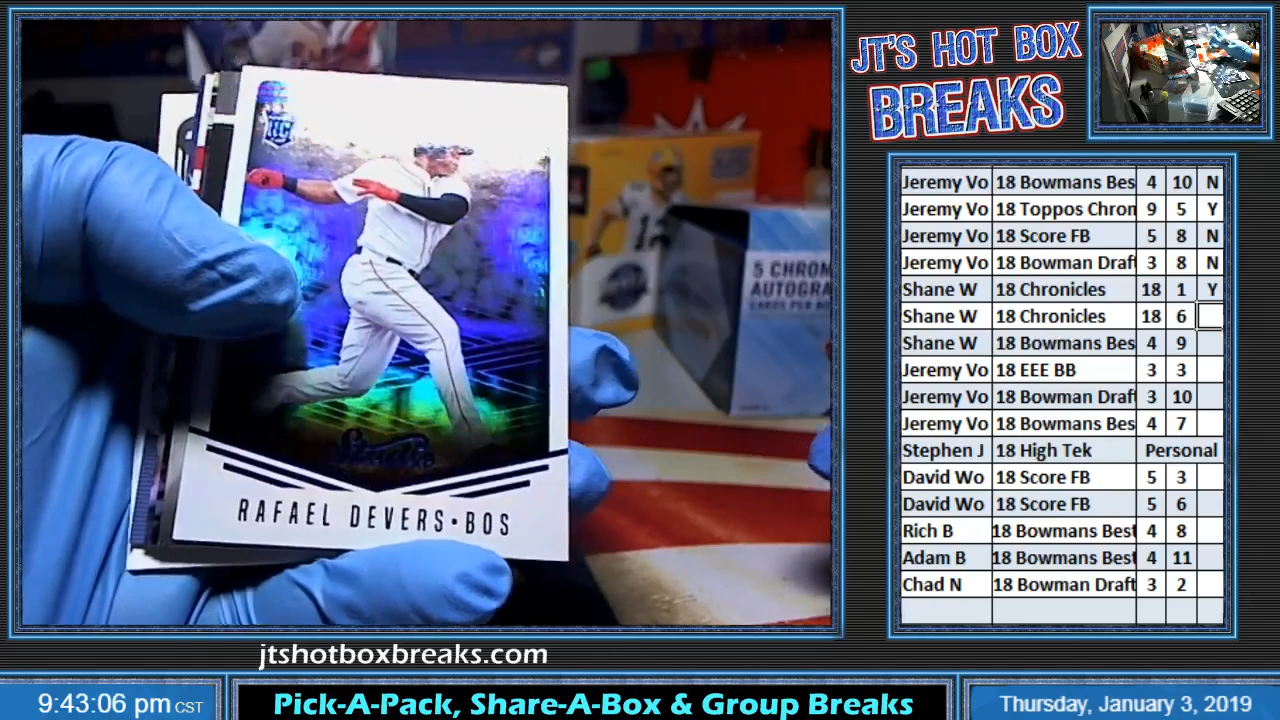 JT'S HOT BOX
BREAKS
RC
5 CHROM
AUTOGRA
CARDS PER BO
Studio
RAFAEL DEVERS•BOS
Jeremy Vo 18 Bowmans Bes 4 10 N
Jeremy Vo 18 Toppos Chron 9 5 Y
Jeremy Vo 18 Score FB 5 8 N
Jeremy Vo 18 Bowman Draft 3 8 N
Shane W 18 Chronicles 18 1 Y
Shane W 18 Chronicles 18 6
Shane W 18 Bowmans Bes 4 9
Jeremy Vo 18 EEE BB 3 3
Jeremy Vo 18 Bowman Draft 3 10
Jeremy Vo 18 Bowmans Bes 4 7
Stephen J 18 High Tek Personal
David Wo 18 Score FB 5 3
David Wo 18 Score FB 5 6
Rich B 18 Bowmans Best 4 8
Adam B 18 Bowmans Best 4 11
Chad N 18 Bowman Draft 3 2
jtshotboxbreaks.com
9:43:06 pm CST
Pick-A-Pack, Share-A-Box & Group Breaks
Thursday, January 3, 2019